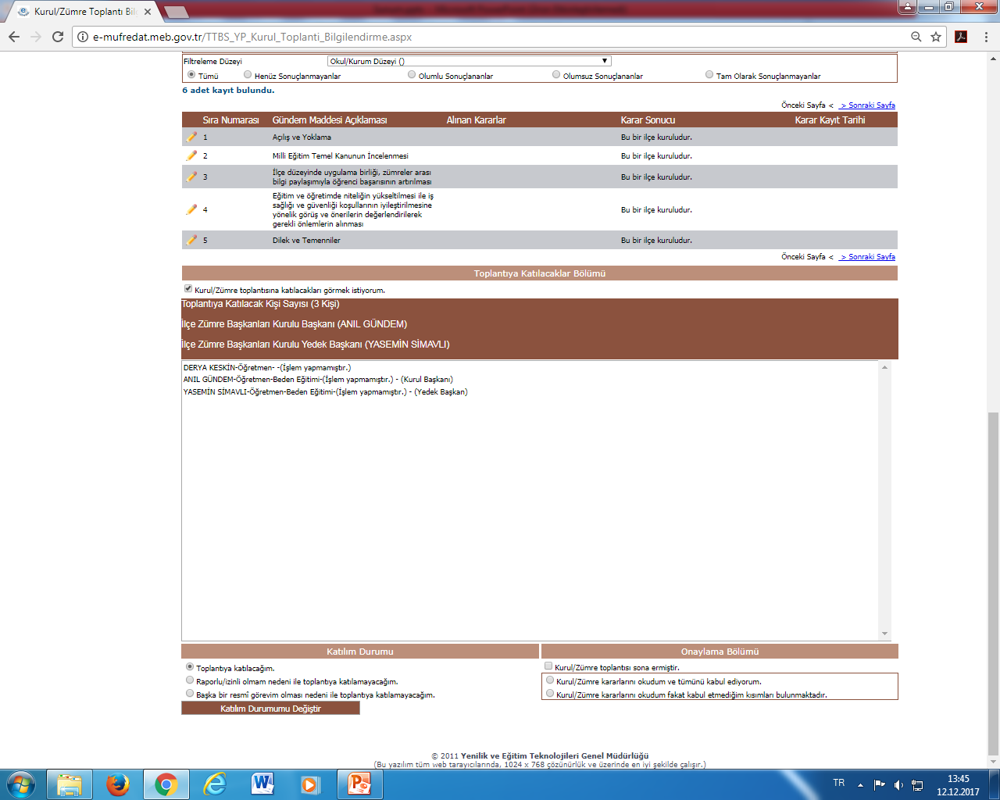 Kurul/Zümre Toplantı Bil
e-mufredat.meb.gov.tr/TTBS_YP_Kurul_Toplanti_Bilgilendirme.aspx
Filtreleme Düzeyi Okul/Kurum Düzeyi ()
Tümü Henüz Sonuçlanmayanlar Olumlu Sonuçlananlar Olumsuz Sonuçlananlar Tam Olarak Sonuçlanmayanlar
6 adet kayıt bulundu.
Önceki Sayfa < > Sonraki Sayfa
Sıra Numarası Gündem Maddesi Açıklaması Alınan Kararlar Karar Sonucu Karar Kayıt Tarihi
1 Açılış ve Yoklama Bu bir ilçe kuruludur.
2 Milli Eğitim Temel Kanunun İncelenmesi Bu bir ilçe kuruludur.
İlçe düzeyinde uygulama birliği, zümreler arası
3 bilgi paylaşımıyla öğrenci başarısının artırılması Bu bir ilçe kuruludur.
Eğitim ve öğretimde niteliğin yükseltilmesi ile iş
sağlığı ve güvenliği koşullarının iyileştirilmesine
4 yönelik görüş ve önerilerin değerlendirilerek Bu bir ilçe kuruludur.
gerekli önlemlerin alınması
5 Dilek ve Temenniler Bu bir ilçe kuruludur.
Önceki Sayfa < > Sonraki Sayfa
Toplantıya Katılacaklar Bölümü
Kurul/Zümre toplantısına katılacakları görmek istiyorum.
Toplantıya Katılacak Kişi Sayısı (3 Kişi)
İlçe Zümre Başkanları Kurulu Başkanı (ANIL GÜNDEM)
İlçe Zümre Başkanları Kurulu Yedek Başkanı (YASEMİN SİMAVLI)
DERYA KESKİN-Öğretmen- -(İşlem yapmamıştır.)
ANIL GÜNDEM-Öğretmen-Beden Eğitimi-(İşlem yapmamıştır.) - (Kurul Başkanı)
YASEMİN SİMAVLI-Öğretmen-Beden Eğitimi-(İşlem yapmamıştır.) - (Yedek Başkan)
Katılım Durumu Onaylama Bölümü
Toplantıya katılacağım. Kurul/Zümre toplantısı sona ermiştir.
Raporlu/izinli olmam nedeni ile toplantıya katılamayacağım. Kurul/Zümre kararlarını okudum ve tümünü kabul ediyorum.
Başka bir resmî görevim olması nedeni ile toplantıya katılamayacağım. Kurul/Zümre kararlarını okudum fakat kabul etmediğim kısımları bulunmaktadır.
Katılım Durumumu Değiştir
© 2011 Yenilik ve Eğitim Teknolojileri Genel Müdürlüğü
(Bu yazılım tüm web tarayıcılarında, 1024 x 768 çözünürlük ve üzerinde en iyi şekilde çalışır.)
TR 13:45
12.12.2017